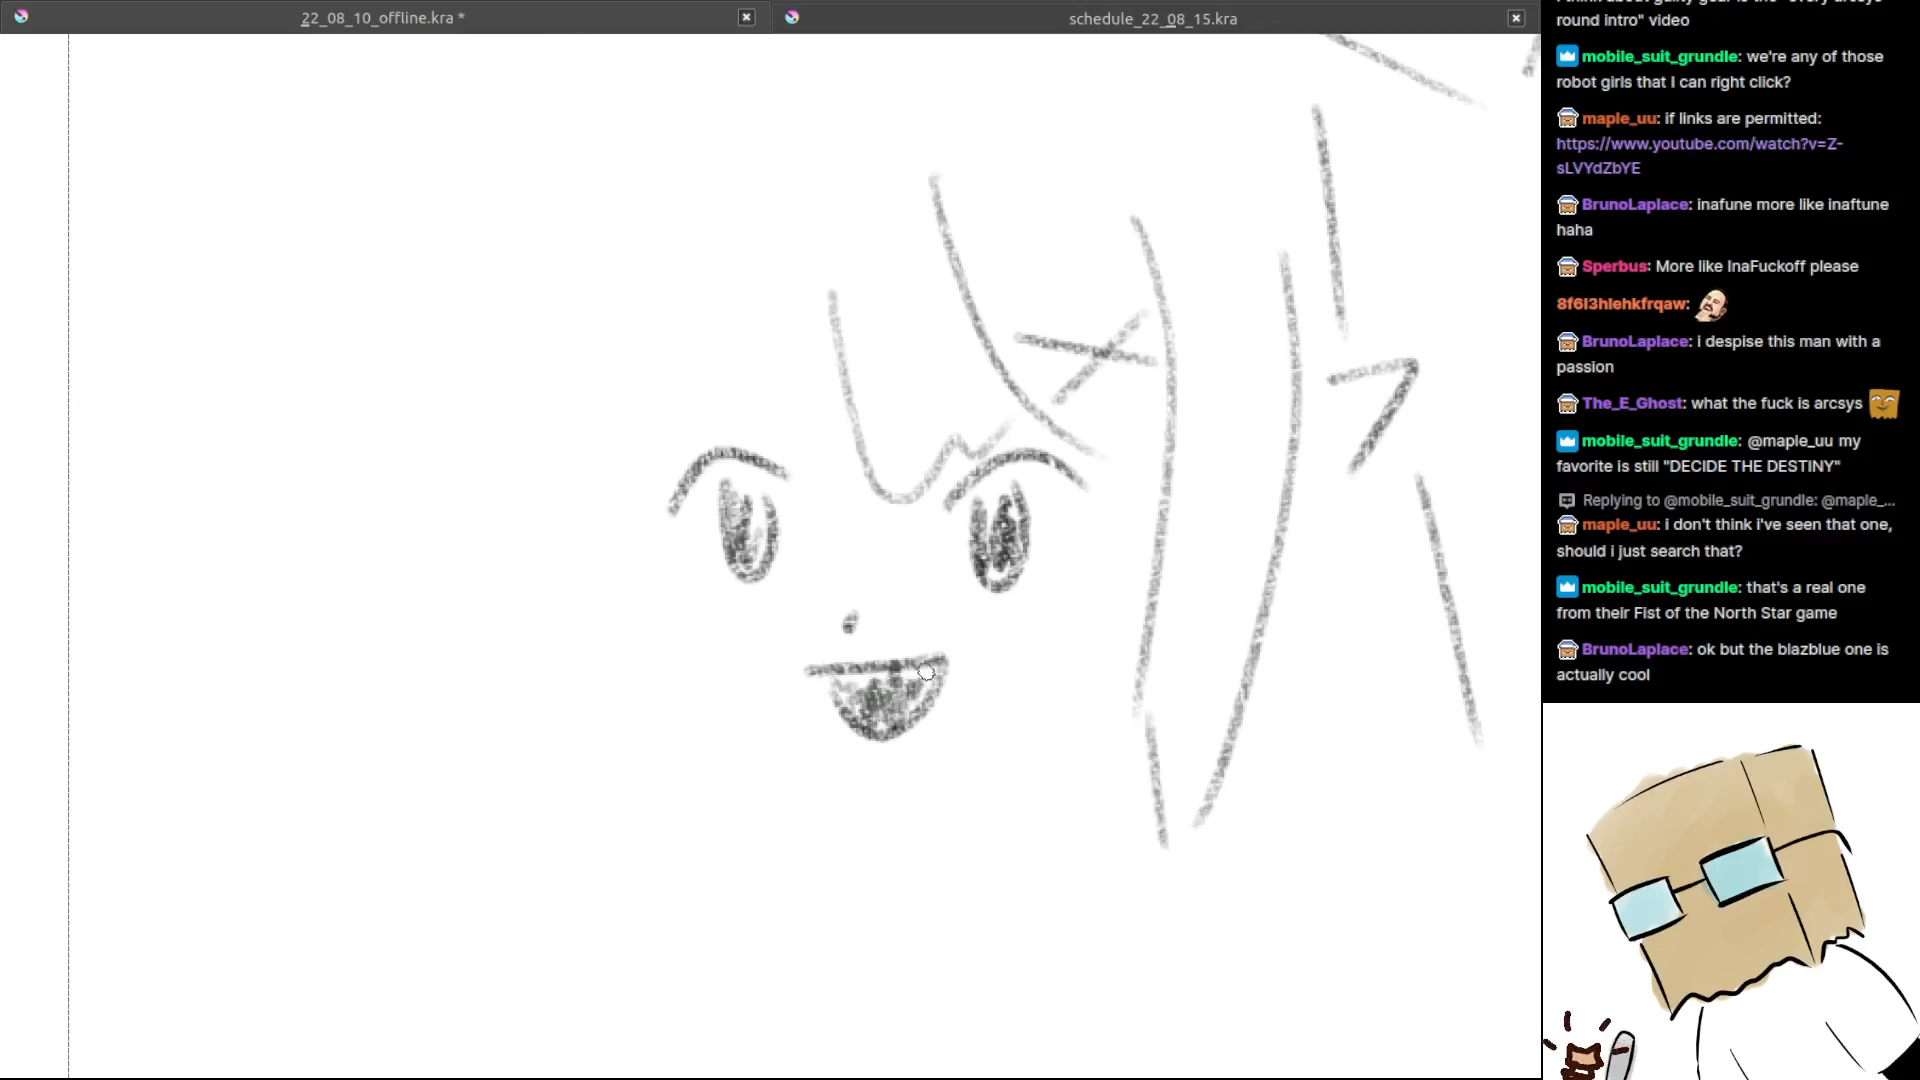 22_08_10_offline.kra *
schedule_22_08_15.kra
round intro" video
mobile_suit_grundle: we're any of those
robot girls that I can right click?
maple_uu: if links are permitted:
https://www.youtube.com/watch?v=Z-
sLVYdZbYE
BrunoLaplace: inafune more like inaftune
haha
Sperbus: More like InaFuckoff please
BrunoLaplace: i despise this man with a
passion
The_E_Ghost: what the fuck is arcsys
mobile_suit_grundle: @maple_uu my
favorite is still "DECIDE THE DESTINY"
Replying to @mobile_suit_grundle: @maple_...
maple_uu: i don't think i've seen that one,
should i just search that?
mobile_suit_grundle: that's a real one
from their Fist of the North Star game
BrunoLaplace: ok but the blazblue one is
actually cool